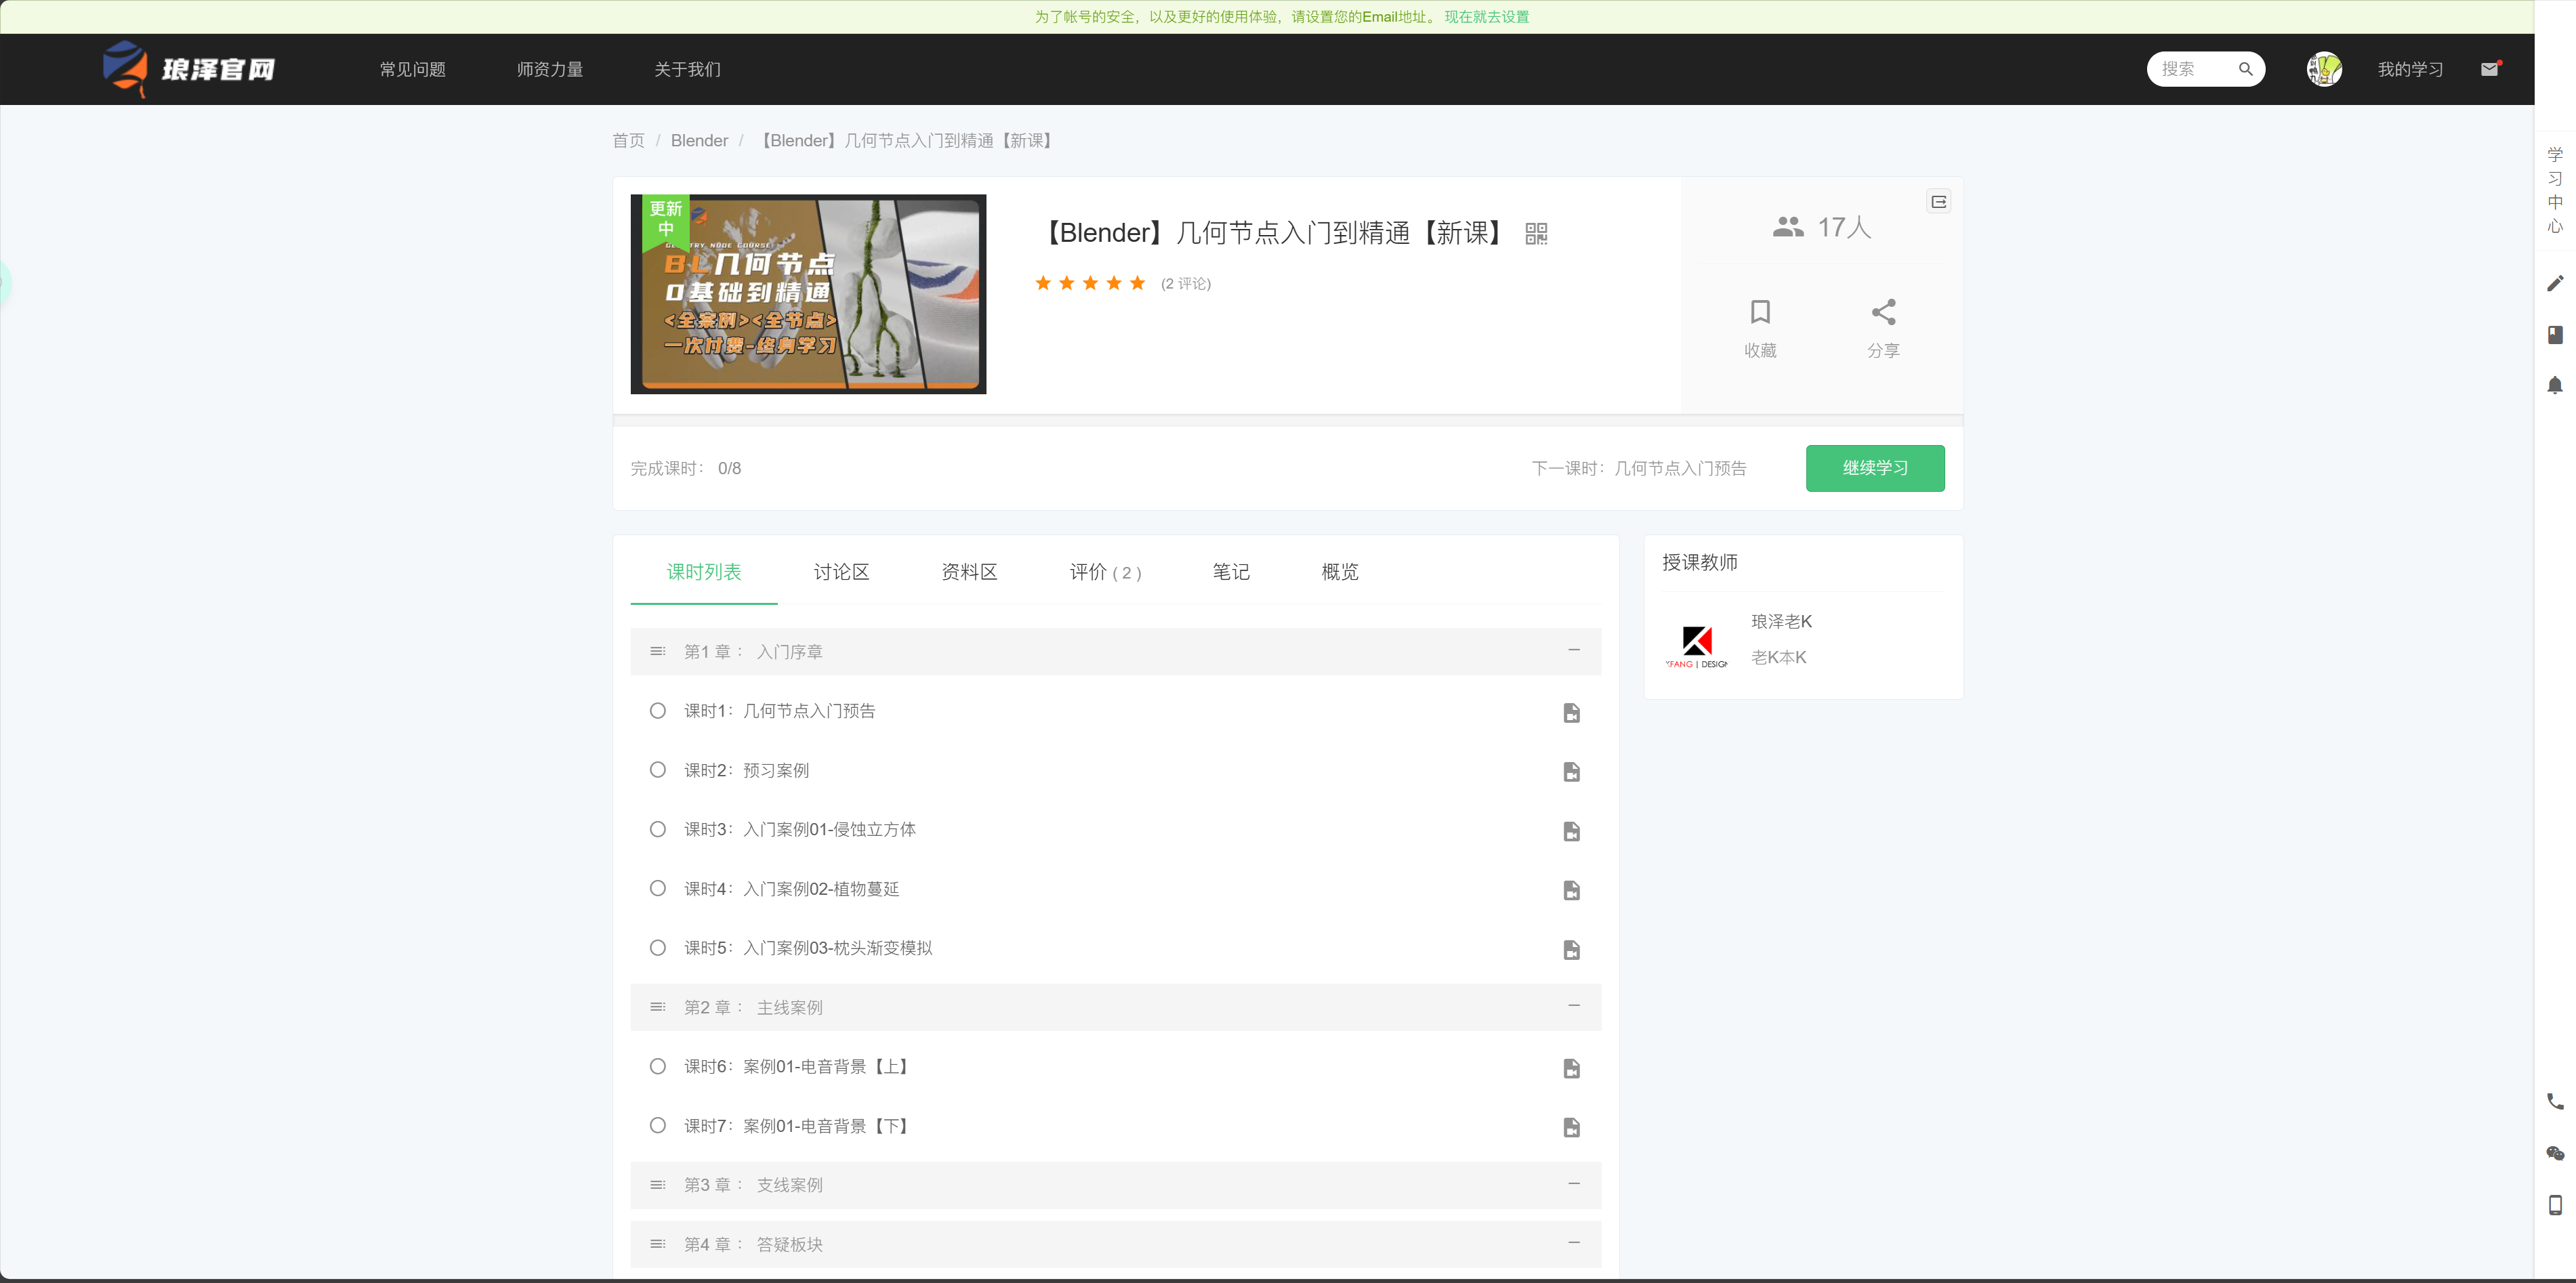 为了帐号的安全，以及更好的使用体验，请设置您的Email地址。 现在就去设置
琅泽官网
常见问题
师资力量
关于我们
搜索
我的学习
首页 / Blender / 【Blender】几何节点入门到精通【新课】
更新中
BL几何节点
0基础到精通
<全案例><全节点>
一次付费-终身学习
【Blender】几何节点入门到精通【新课】
(2 评论)
17人
收藏
分享
完成课时： 0/8
下一课时：几何节点入门预告
继续学习
课时列表
讨论区
资料区
评价 ( 2 )
笔记
概览
第1 章： 入门序章
课时1：几何节点入门预告
课时2：预习案例
课时3：入门案例01-侵蚀立方体
课时4：入门案例02-植物蔓延
课时5：入门案例03-枕头渐变模拟
第2 章： 主线案例
课时6：案例01-电音背景【上】
课时7：案例01-电音背景【下】
第3 章： 支线案例
第4 章： 答疑板块
授课教师
琅泽老K
老K本K
FANG | DESIGN
学习中心